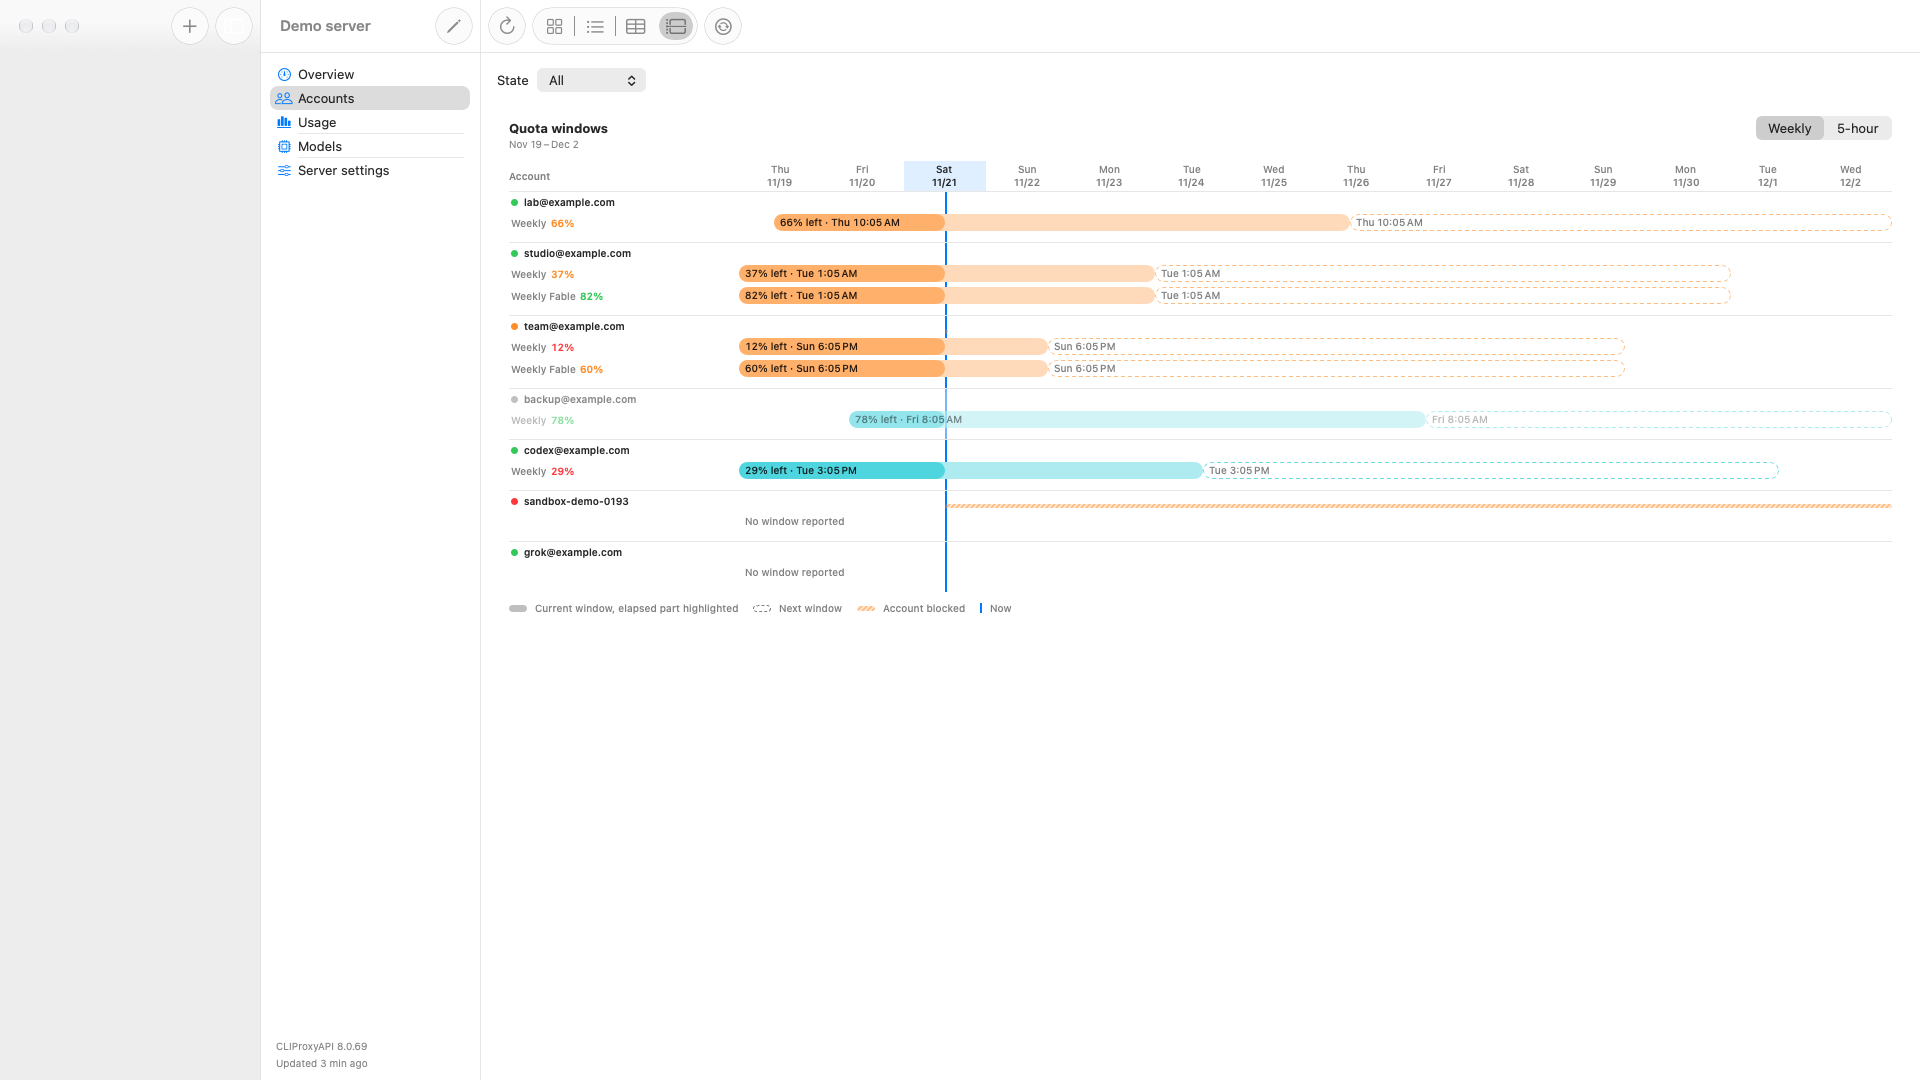 Demo server
Overview
Accounts
Usage
Models
Server settings
CLIProxyAPI 8.0.69
Updated 3 min ago
State All
Quota windows
Nov 19 – Dec 2
Weekly 5-hour
Account
Thu 11/19
Fri 11/20
Sat 11/21
Sun 11/22
Mon 11/23
Tue 11/24
Wed 11/25
Thu 11/26
Fri 11/27
Sat 11/28
Sun 11/29
Mon 11/30
Tue 12/1
Wed 12/2
lab@example.com
Weekly 66% 66% left · Thu 10:05 AM Thu 10:05 AM
studio@example.com
Weekly 37% 37% left · Tue 1:05 AM Tue 1:05 AM
Weekly Fable 82% 82% left · Tue 1:05 AM Tue 1:05 AM
team@example.com
Weekly 12% 12% left · Sun 6:05 PM Sun 6:05 PM
Weekly Fable 60% 60% left · Sun 6:05 PM Sun 6:05 PM
backup@example.com
Weekly 78% 78% left · Fri 8:05 AM Fri 8:05 AM
codex@example.com
Weekly 29% 29% left · Tue 3:05 PM Tue 3:05 PM
sandbox-demo-0193
No window reported
grok@example.com
No window reported
Current window, elapsed part highlighted Next window Account blocked Now